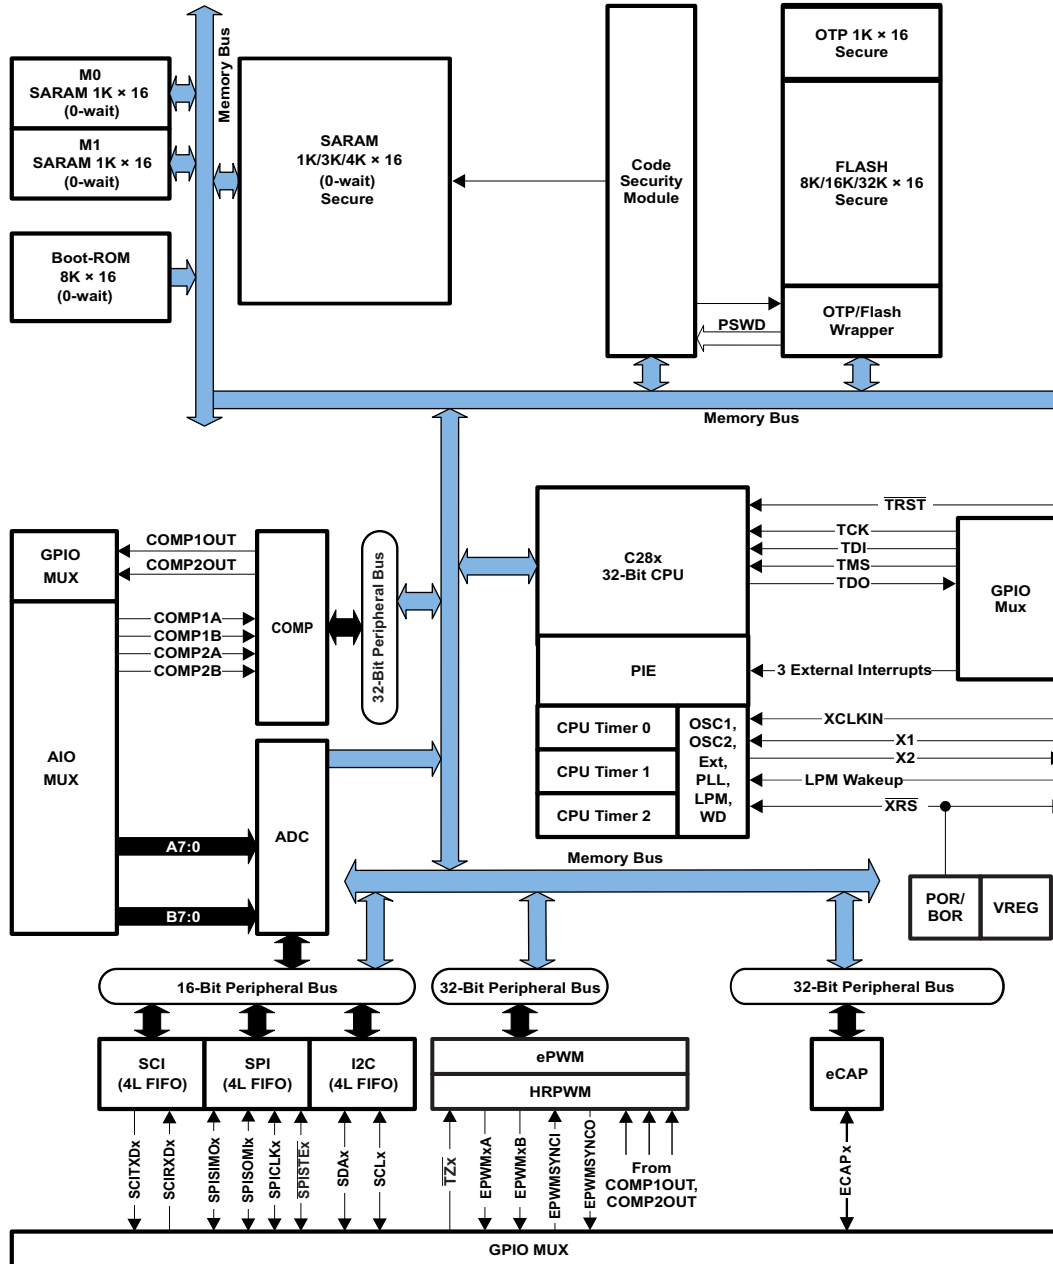 OTP 1K × 16
Secure
Memory Bus
M0
SARAM 1K × 16
(0-wait)
M1
SARAM 1K × 16
(0-wait)
SARAM
1K/3K/4K × 16
(0-wait)
Secure
Code
Security
Module
FLASH
8K/16K/32K × 16
Secure
Boot-ROM
8K × 16
(0-wait)
PSWD
OTP/Flash
Wrapper
Memory Bus
TRST
COMP1OUT
COMP2OUT
GPIO
MUX
32-Bit Peripheral Bus
C28x
32-Bit CPU
TCK
TDI
TMS
TDO
GPIO
Mux
COMP1A
COMP1B
COMP2A
COMP2B
COMP
PIE
3 External Interrupts
CPU Timer 0
CPU Timer 1
CPU Timer 2
OSC1,
OSC2,
Ext,
PLL,
LPM,
WD
XCLKIN
X1
X2
LPM Wakeup
XRS
AIO
MUX
ADC
A7:0
B7:0
Memory Bus
POR/
BOR
VREG
16-Bit Peripheral Bus
32-Bit Peripheral Bus
32-Bit Peripheral Bus
SCI
(4L FIFO)
SPI
(4L FIFO)
I2C
(4L FIFO)
ePWM
HRPWM
eCAP
SCITXDx
SCIRXDx
SPISIMOx
SPISOMIx
SPICLKx
SPISTEx
SDAx
SCLx
TZx
EPWMxA
EPWMxB
EPWMSYNCI
EPWMSYNCO
From
COMP1OUT,
COMP2OUT
ECAPx
GPIO MUX